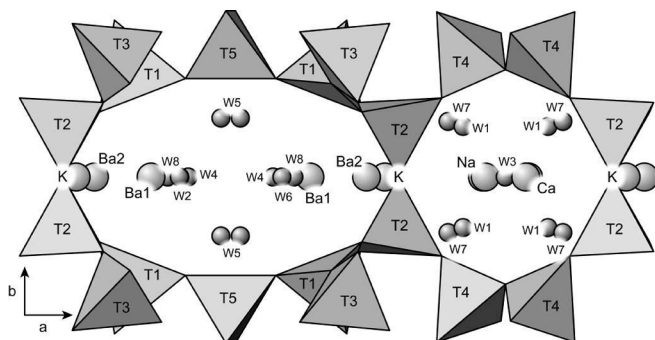 T3 T1 T5 T1 T3 T4 T4
T2 W5 T2 W7 W1 W1 W7 T2
K Ba2 Ba1 W8 W2 W4 W4 W8 W6 Ba1 Ba2 K Na W3 Ca K
T2 W5 T2 W1 W7 W1 W7 T2
T3 T1 T5 T1 T3 T4 T4
b
a